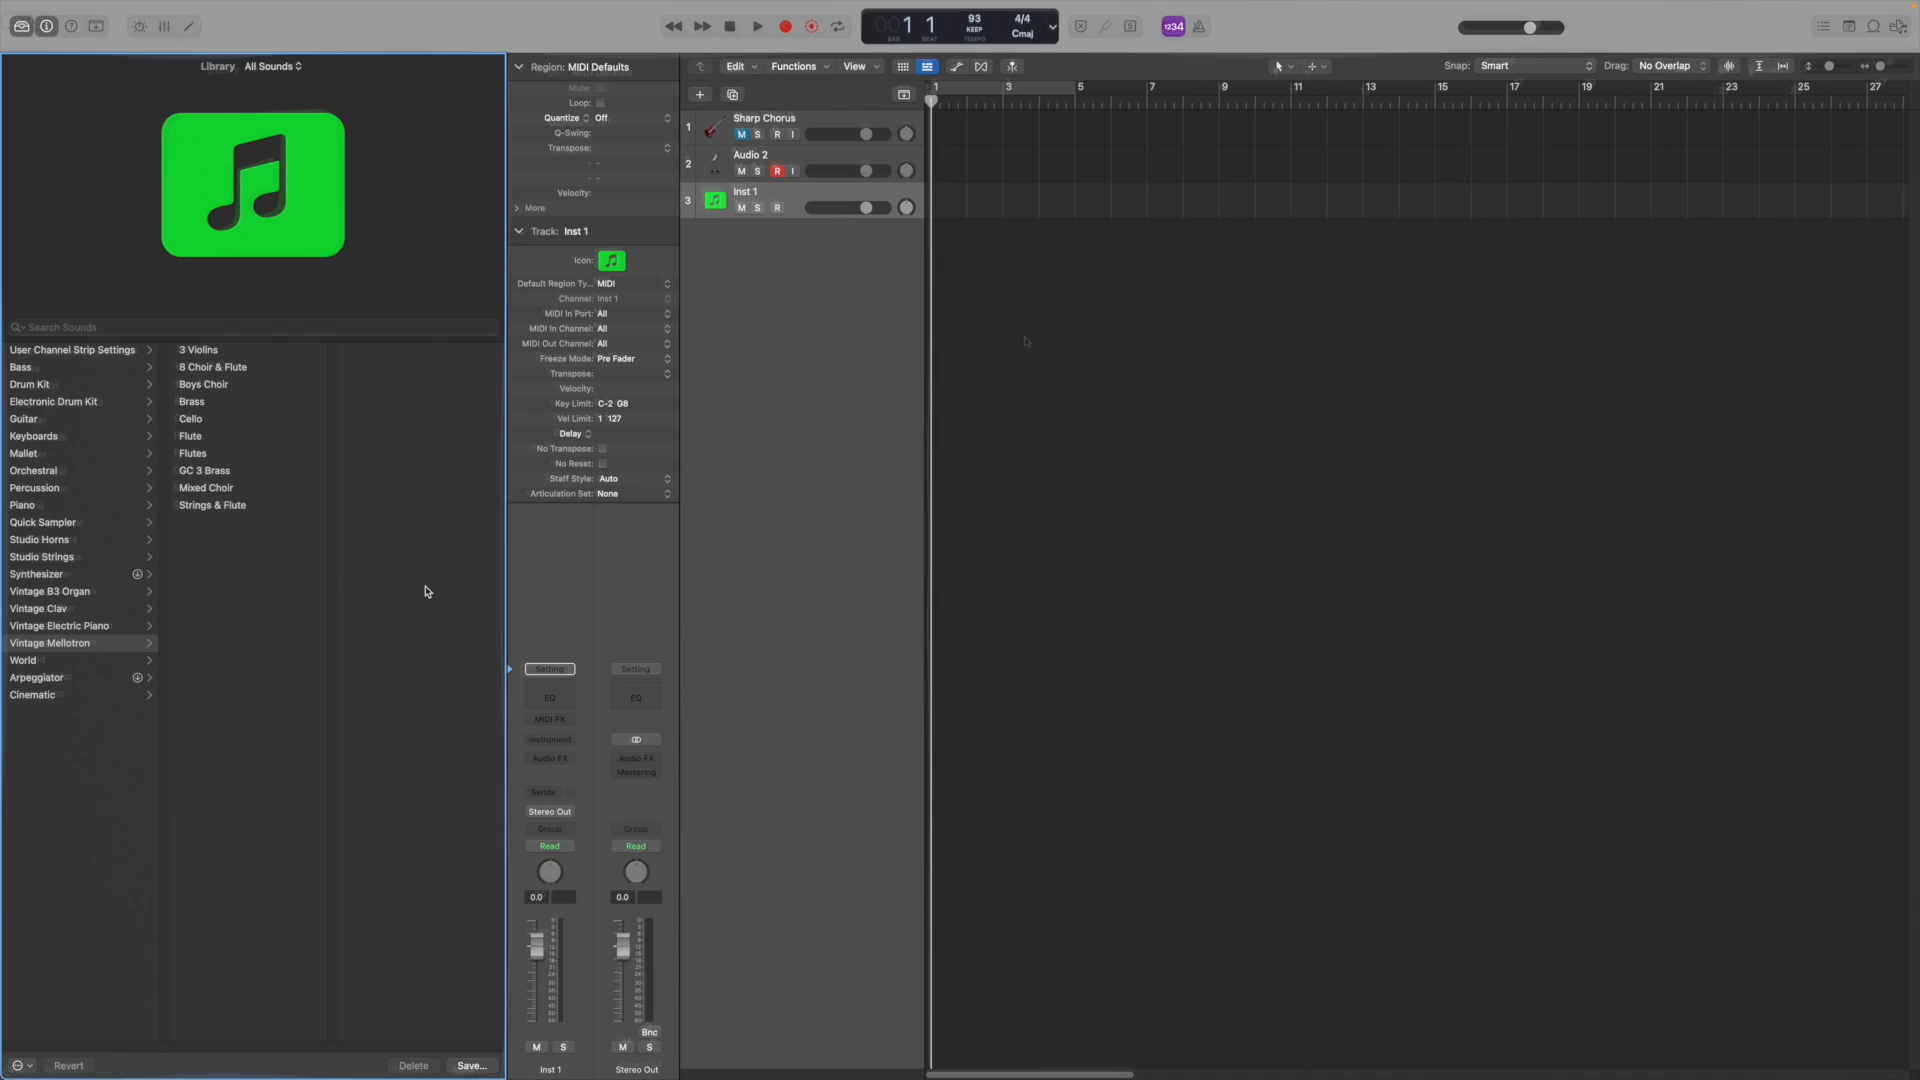 1 1 93 4/4
KEEP Cmaj
BAR BEAT TEMPO
1234
Library All Sounds
Search Sounds
User Channel Strip Settings
Bass
Drum Kit
Electronic Drum Kit
Guitar
Keyboards
Mallet
Orchestral
Percussion
Piano
Quick Sampler
Studio Horns
Studio Strings
Synthesizer
Vintage B3 Organ
Vintage Clav
Vintage Electric Piano
Vintage Mellotron
World
Arpeggiator
Cinematic
3 Violins
8 Choir & Flute
Boys Choir
Brass
Cello
Flute
Flutes
GC 3 Brass
Mixed Choir
Strings & Flute
Revert Delete Save...
Region: MIDI Defaults
Mute:
Loop:
Quantize Off
Q-Swing:
Transpose:
Velocity:
More
Track: Inst 1
Icon:
Default Region Ty... MIDI
Channel: Inst 1
MIDI In Port: All
MIDI In Channel: All
MIDI Out Channel: All
Freeze Mode: Pre Fader
Transpose:
Velocity:
Key Limit: C-2 G8
Vel Limit: 1 127
Delay
No Transpose:
No Reset:
Staff Style: Auto
Articulation Set: None
Setting Setting
EQ EQ
MIDI FX
Instrument
Audio FX Audio FX
Mastering
Sends
Stereo Out
Group Group
Read Read
0.0 0.0
Bnc
M S M S
Inst 1 Stereo Out
Edit Functions View
Snap: Smart Drag: No Overlap
1 3 5 7 9 11 13 15 17 19 21 23 25 27
1 Sharp Chorus
M S R I
2 Audio 2
M S R I
3 Inst 1
M S R